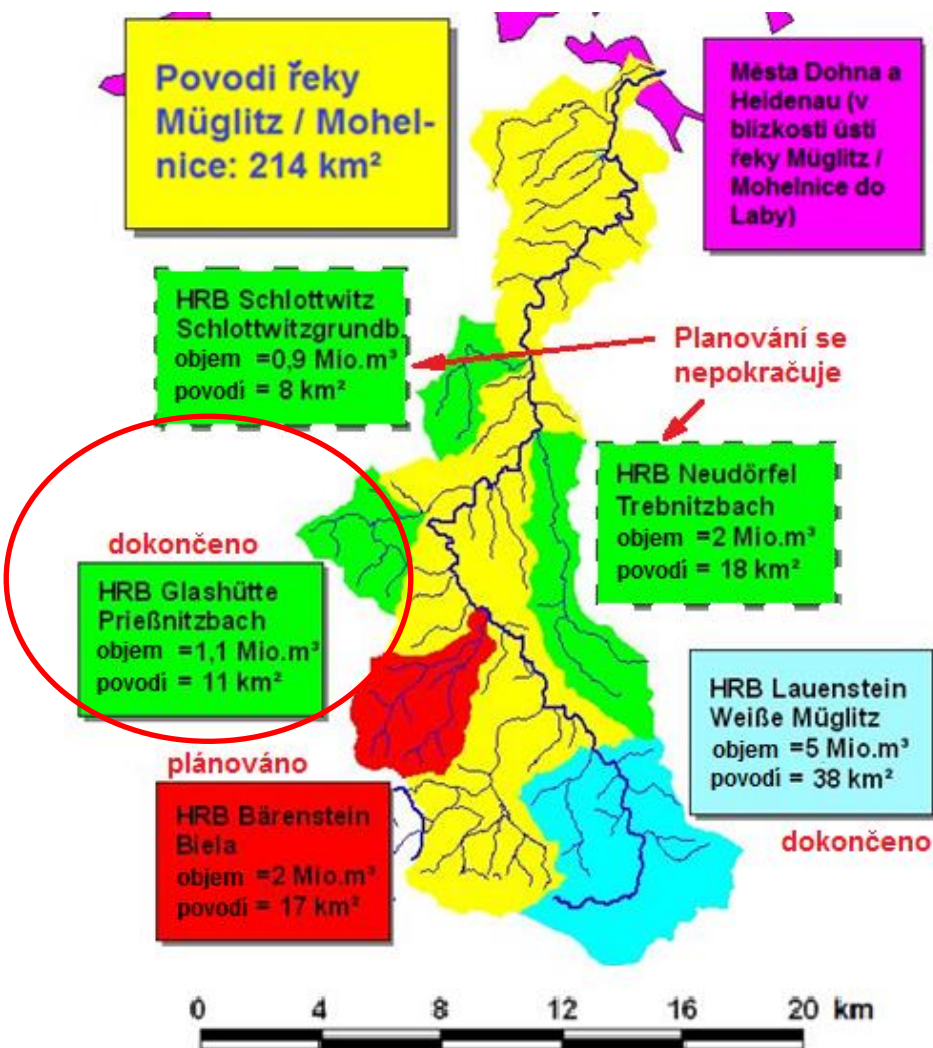 Povodi řeky
Müglitz / Mohel-
nice: 214 km²
Města Dohna a
Heidenau (v
blízkosti ústí
řeky Müglitz /
Mohelnice do
Laby)
HRB Schlottwitz
Schlottwitzgrundb.
objem =0,9 Mio.m³
povodí = 8 km²
Planování se
nepokračuje
HRB Neudörfel
Trebnitzbach
objem =2 Mio.m³
povodí = 18 km²
dokončeno
HRB Glashütte
Prießnitzbach
objem =1,1 Mio.m³
povodí = 11 km²
HRB Lauenstein
Weiße Müglitz
objem =5 Mio.m³
povodí = 38 km²
dokončeno
plánováno
HRB Bärenstein
Biela
objem =2 Mio.m³
povodí = 17 km²
0 4 8 12 16 20 km